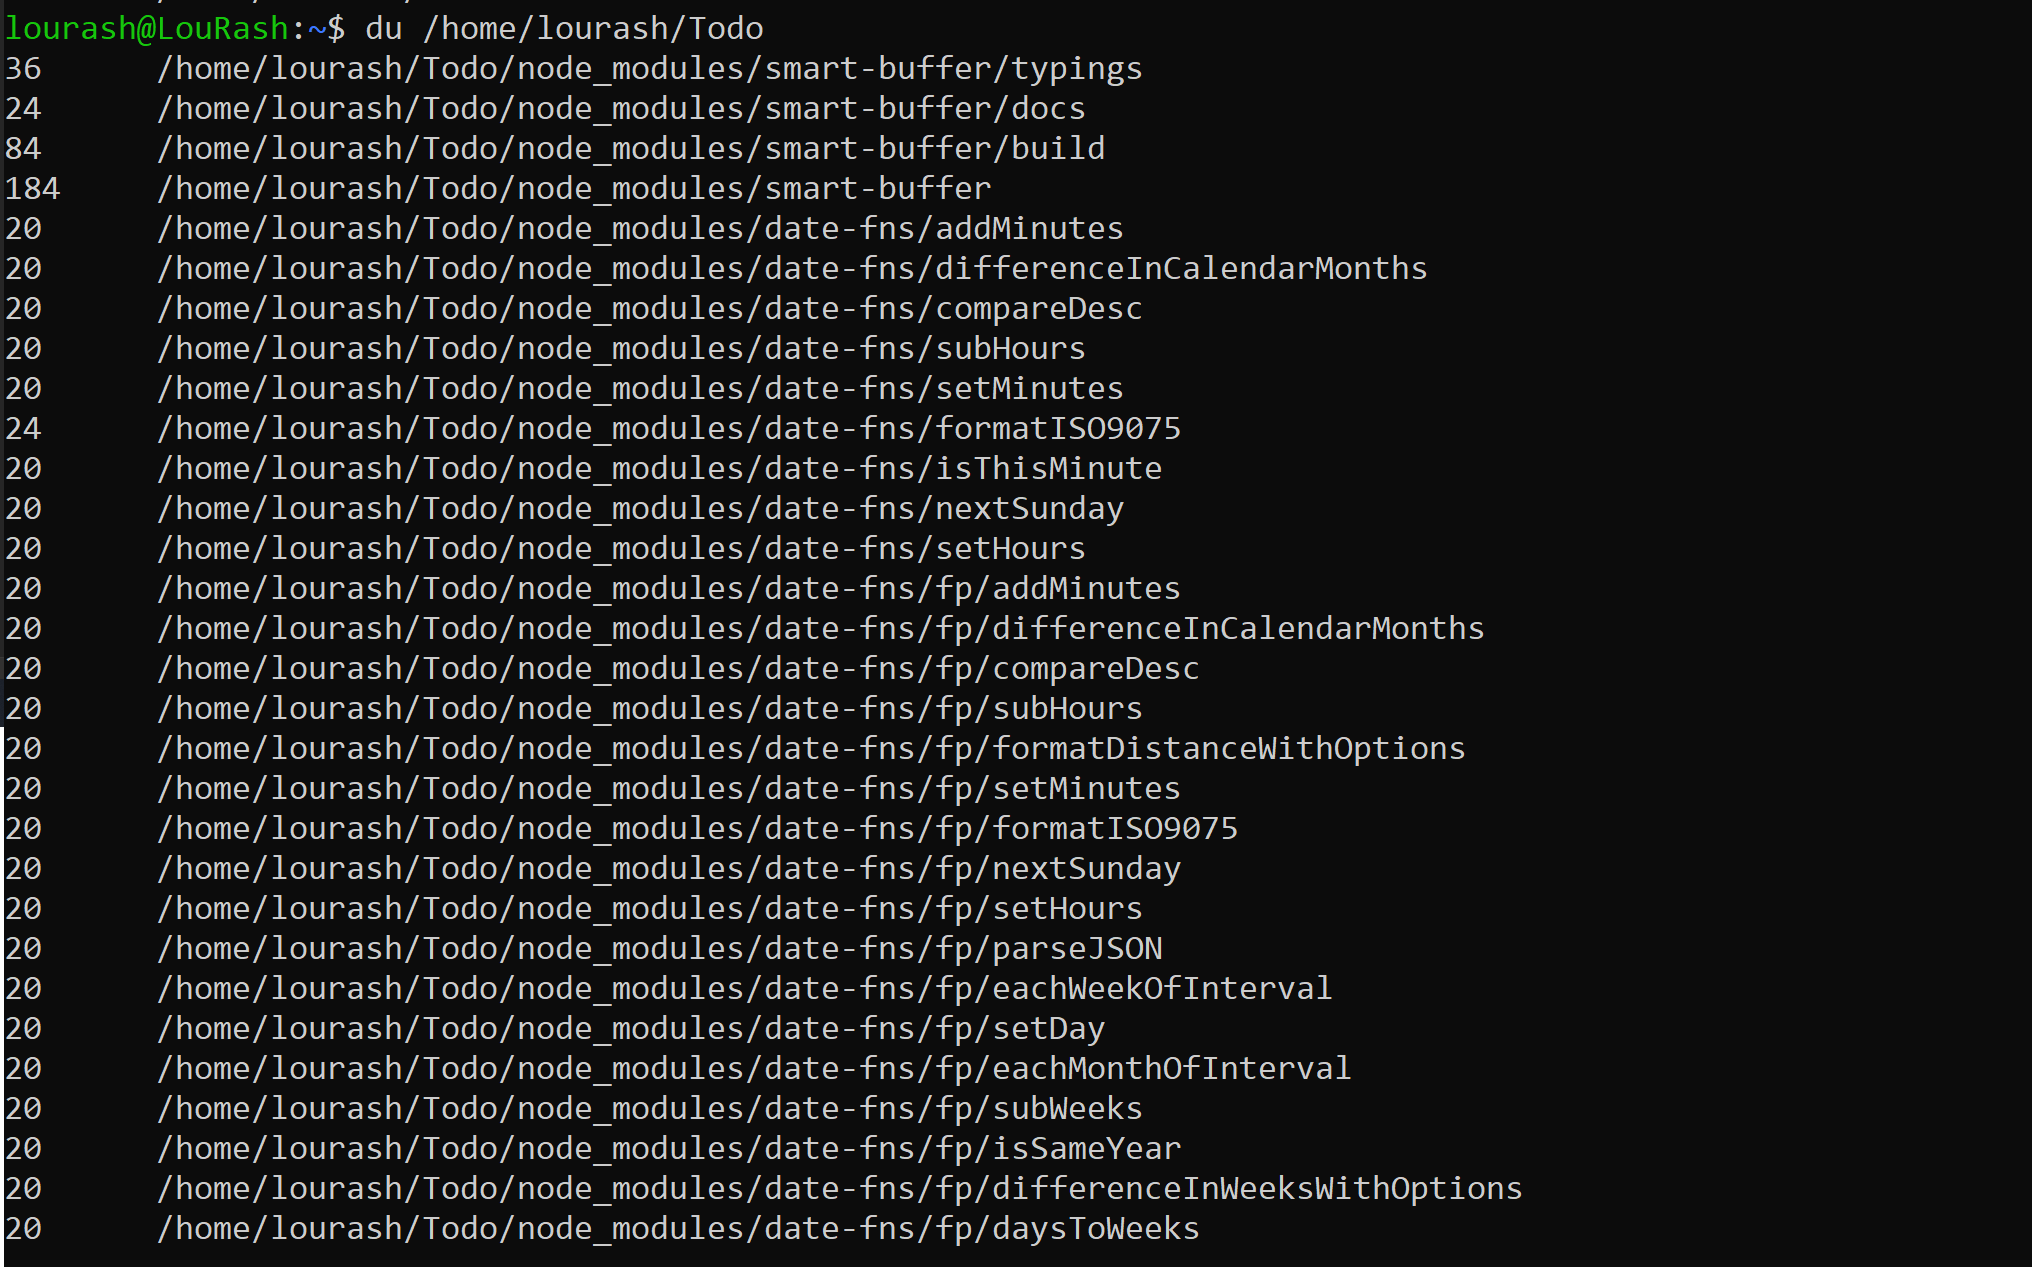 lourash@LouRash:~$ du /home/lourash/Todo
36 /home/lourash/Todo/node_modules/smart-buffer/typings
24 /home/lourash/Todo/node_modules/smart-buffer/docs
84 /home/lourash/Todo/node_modules/smart-buffer/build
184 /home/lourash/Todo/node_modules/smart-buffer
20 /home/lourash/Todo/node_modules/date-fns/addMinutes
20 /home/lourash/Todo/node_modules/date-fns/differenceInCalendarMonths
20 /home/lourash/Todo/node_modules/date-fns/compareDesc
20 /home/lourash/Todo/node_modules/date-fns/subHours
20 /home/lourash/Todo/node_modules/date-fns/setMinutes
24 /home/lourash/Todo/node_modules/date-fns/formatISO9075
20 /home/lourash/Todo/node_modules/date-fns/isThisMinute
20 /home/lourash/Todo/node_modules/date-fns/nextSunday
20 /home/lourash/Todo/node_modules/date-fns/setHours
20 /home/lourash/Todo/node_modules/date-fns/fp/addMinutes
20 /home/lourash/Todo/node_modules/date-fns/fp/differenceInCalendarMonths
20 /home/lourash/Todo/node_modules/date-fns/fp/compareDesc
20 /home/lourash/Todo/node_modules/date-fns/fp/subHours
20 /home/lourash/Todo/node_modules/date-fns/fp/formatDistanceWithOptions
20 /home/lourash/Todo/node_modules/date-fns/fp/setMinutes
20 /home/lourash/Todo/node_modules/date-fns/fp/formatISO9075
20 /home/lourash/Todo/node_modules/date-fns/fp/nextSunday
20 /home/lourash/Todo/node_modules/date-fns/fp/setHours
20 /home/lourash/Todo/node_modules/date-fns/fp/parseJSON
20 /home/lourash/Todo/node_modules/date-fns/fp/eachWeekOfInterval
20 /home/lourash/Todo/node_modules/date-fns/fp/setDay
20 /home/lourash/Todo/node_modules/date-fns/fp/eachMonthOfInterval
20 /home/lourash/Todo/node_modules/date-fns/fp/subWeeks
20 /home/lourash/Todo/node_modules/date-fns/fp/isSameYear
20 /home/lourash/Todo/node_modules/date-fns/fp/differenceInWeeksWithOptions
20 /home/lourash/Todo/node_modules/date-fns/fp/daysToWeeks